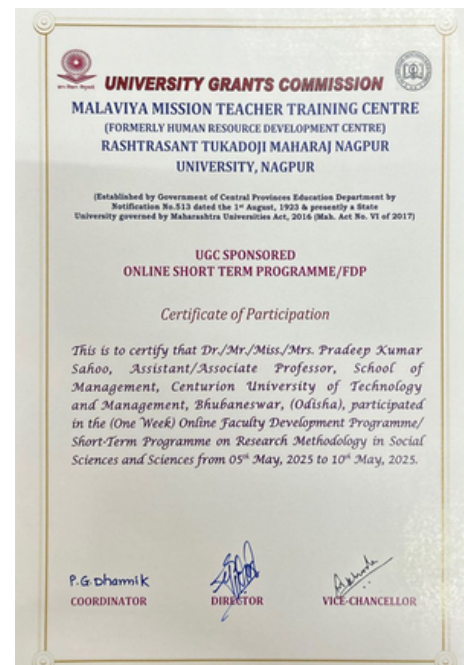 UNIVERSITY GRANTS COMMISSION
MALAVIYA MISSION TEACHER TRAINING CENTRE
(FORMERLY HUMAN RESOURCE DEVELOPMENT CENTRE)
RASHTRASANT TUKADOJI MAHARAJ NAGPUR
UNIVERSITY, NAGPUR
(Established by Government of Central Provinces Education Department by
Notification No.513 dated the 1st August, 1923 & presently a State
University governed by Maharashtra Universities Act, 2016 (Mah. Act No. VI of 2017)
UGC SPONSORED
ONLINE SHORT TERM PROGRAMME/FDP
Certificate of Participation
This is to certify that Dr./Mr./Miss./Mrs. Pradeep Kumar
Sahoo, Assistant/Associate Professor, School of
Management, Centurion University of Technology
and Management, Bhubaneswar, (Odisha), participated
in the (One Week) Online Faculty Development Programme/
Short-Term Programme on Research Methodology in Social
Sciences and Sciences from 05th May, 2025 to 10th May, 2025.
P.G. Dhamik
COORDINATOR
DIRECTOR
VICE-CHANCELLOR